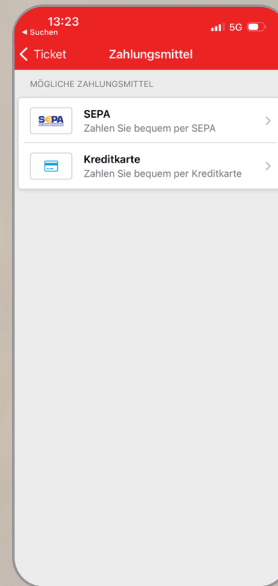 13:23
5G
◀ Suchen
Ticket
Zahlungsmittel
MÖGLICHE ZAHLUNGSMITTEL
SEPA
SEPA
Zahlen Sie bequem per SEPA
Kreditkarte
Zahlen Sie bequem per Kreditkarte